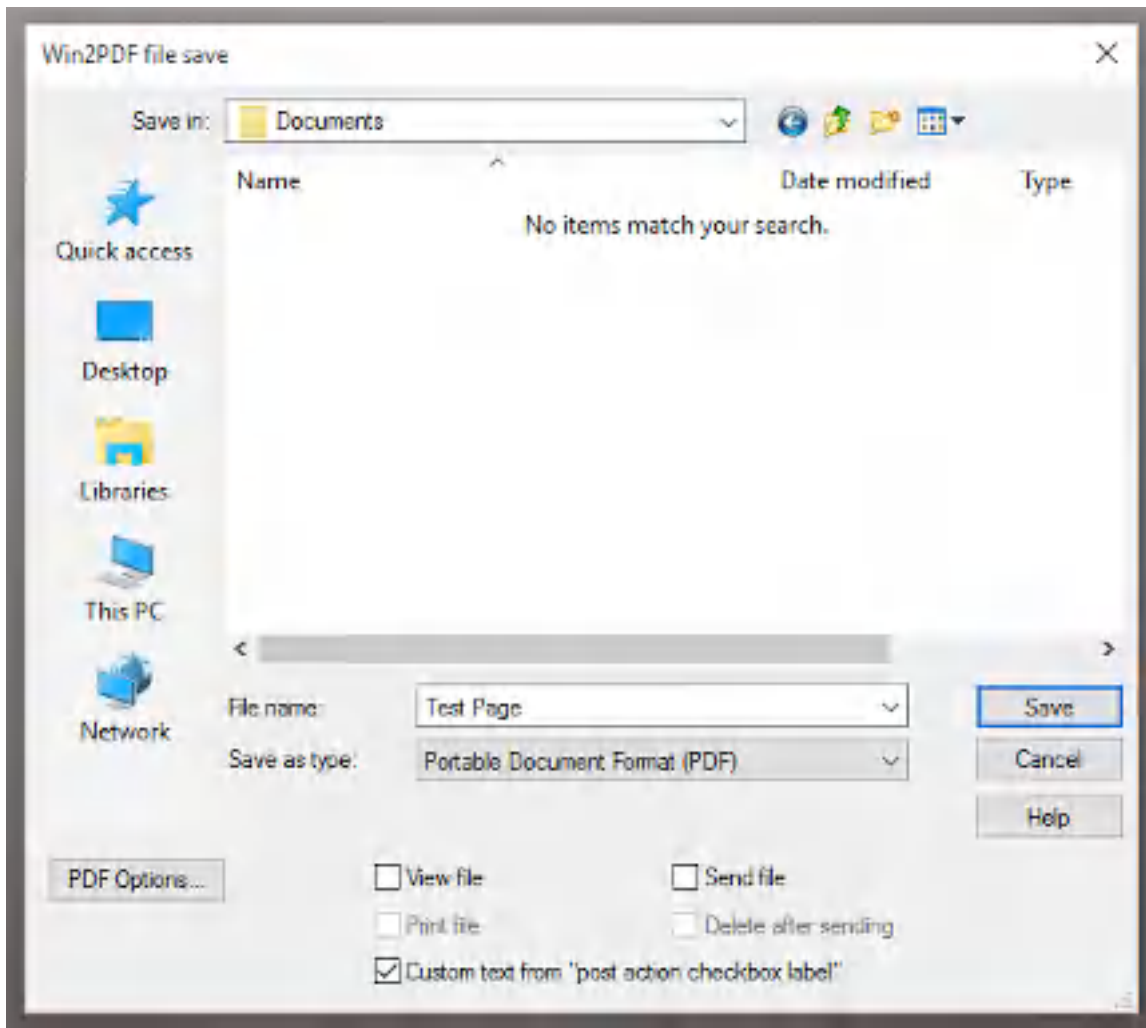 Win2PDF file save
Save in: Documents
Name Date modified Type
No items match your search.
Quick access
Desktop
Libraries
This PC
Network
File name: Test Page Save
Save as type: Portable Document Format (PDF) Cancel
Help
PDF Options... View file Send file
Print file Delete after sending
Custom text from "post action checkbox label"